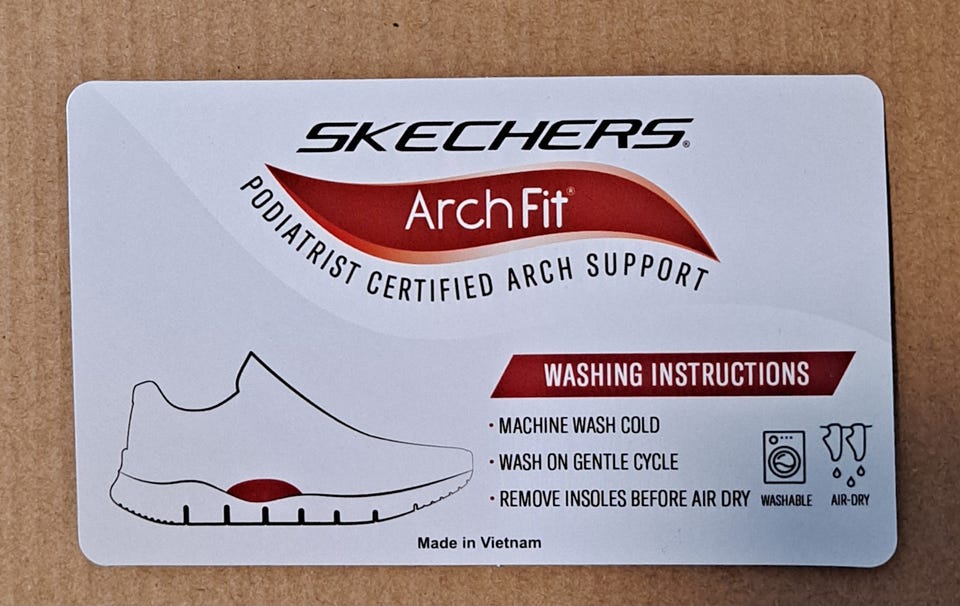 SKECHERS®
Arch Fit®
PODIATRIST CERTIFIED ARCH SUPPORT
WASHING INSTRUCTIONS
• MACHINE WASH COLD
• WASH ON GENTLE CYCLE
• REMOVE INSOLES BEFORE AIR DRY
WASHABLE
AIR-DRY
Made in Vietnam